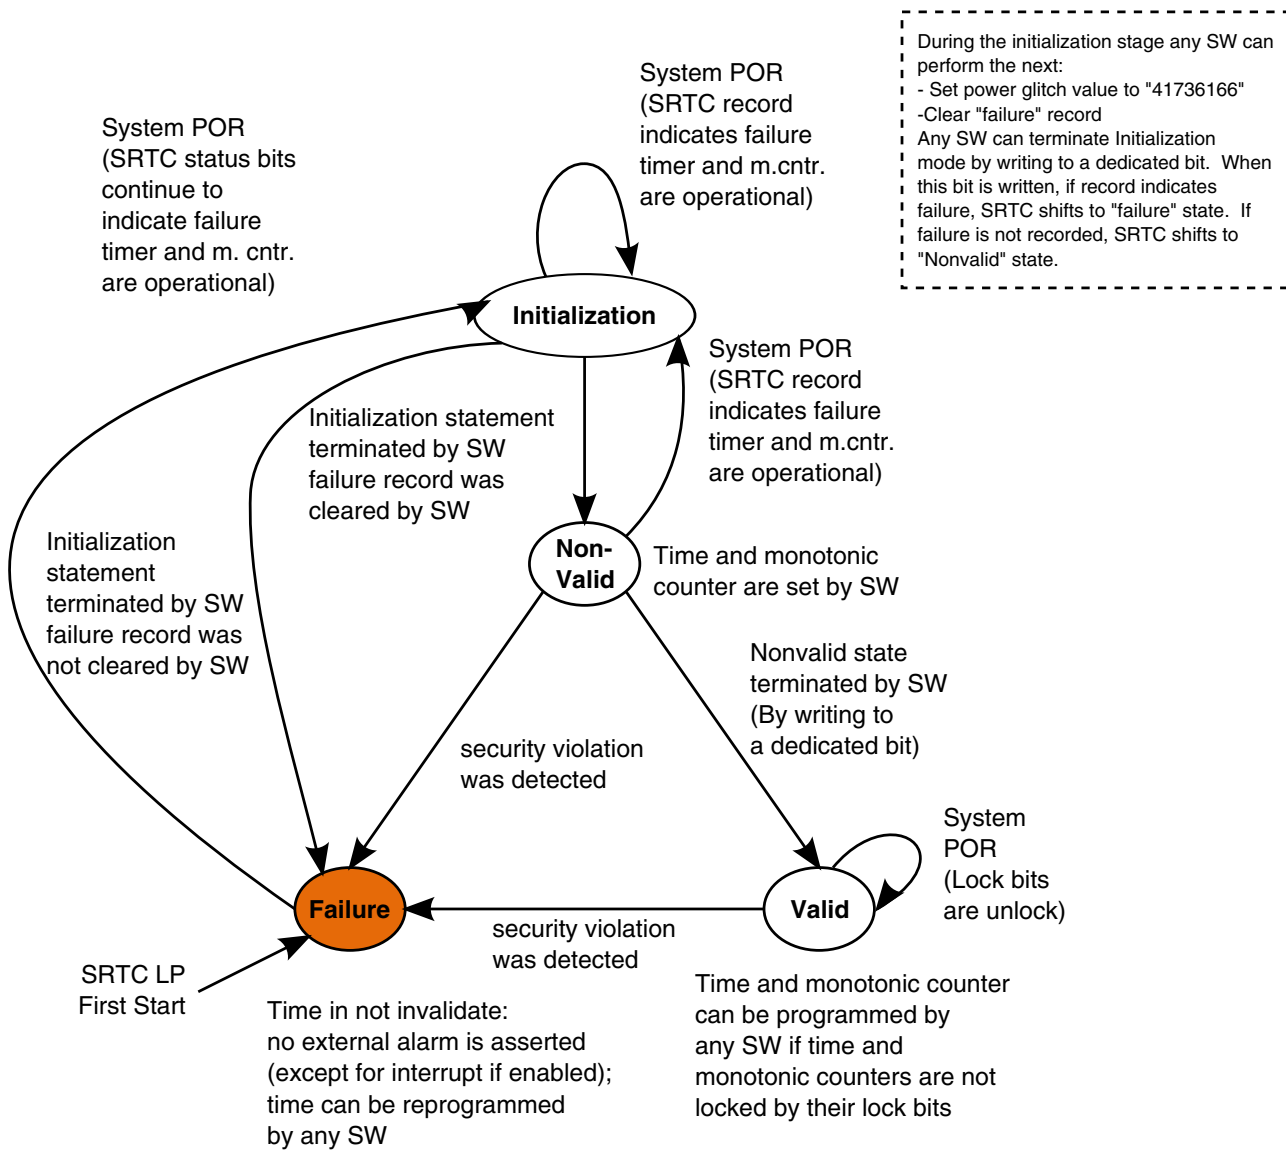 During the initialization stage any SW can
perform the next:
- Set power glitch value to "41736166"
-Clear "failure" record
Any SW can terminate Initialization
mode by writing to a dedicated bit.  When
this bit is written, if record indicates
failure, SRTC shifts to "failure" state.  If
failure is not recorded, SRTC shifts to
"Nonvalid" state.
System POR
(SRTC record
indicates failure
timer and m.cntr.
are operational)
System POR
(SRTC status bits
continue to
indicate failure
timer and m. cntr.
are operational)
Initialization
System POR
(SRTC record
indicates failure
timer and m.cntr.
are operational)
Initialization statement
terminated by SW
failure record was
cleared by SW
Initialization
statement
terminated by SW
failure record was
not cleared by SW
Non-
Valid
Time and monotonic
counter are set by SW
Nonvalid state
terminated by SW
(By writing to
a dedicated bit)
security violation
was detected
System
POR
(Lock bits
are unlock)
Failure
Valid
security violation
was detected
SRTC LP
First Start
Time in not invalidate:
no external alarm is asserted
(except for interrupt if enabled);
time can be reprogrammed
by any SW
Time and monotonic counter
can be programmed by
any SW if time and
monotonic counters are not
locked by their lock bits